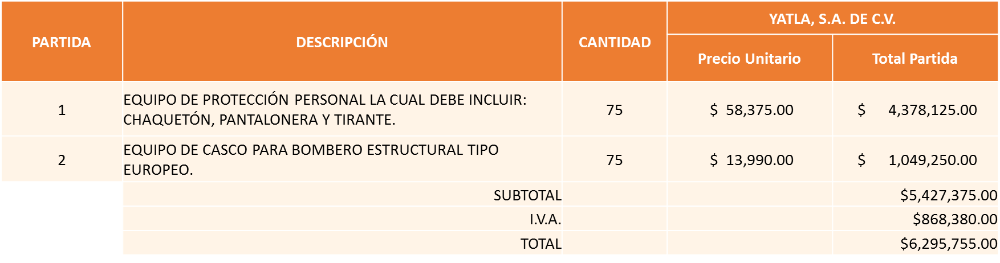 PARTIDA DESCRIPCIÓN CANTIDAD YATLA, S.A. DE C.V.
Precio Unitario Total Partida
1 EQUIPO DE PROTECCIÓN PERSONAL LA CUAL DEBE INCLUIR: 75 $ 58,375.00 $ 4,378,125.00
CHAQUETÓN, PANTALONERA Y TIRANTE.
2 EQUIPO DE CASCO PARA BOMBERO ESTRUCTURAL TIPO 75 $ 13,990.00 $ 1,049,250.00
EUROPEO.
SUBTOTAL $5,427,375.00
I.V.A. $868,380.00
TOTAL $6,295,755.00